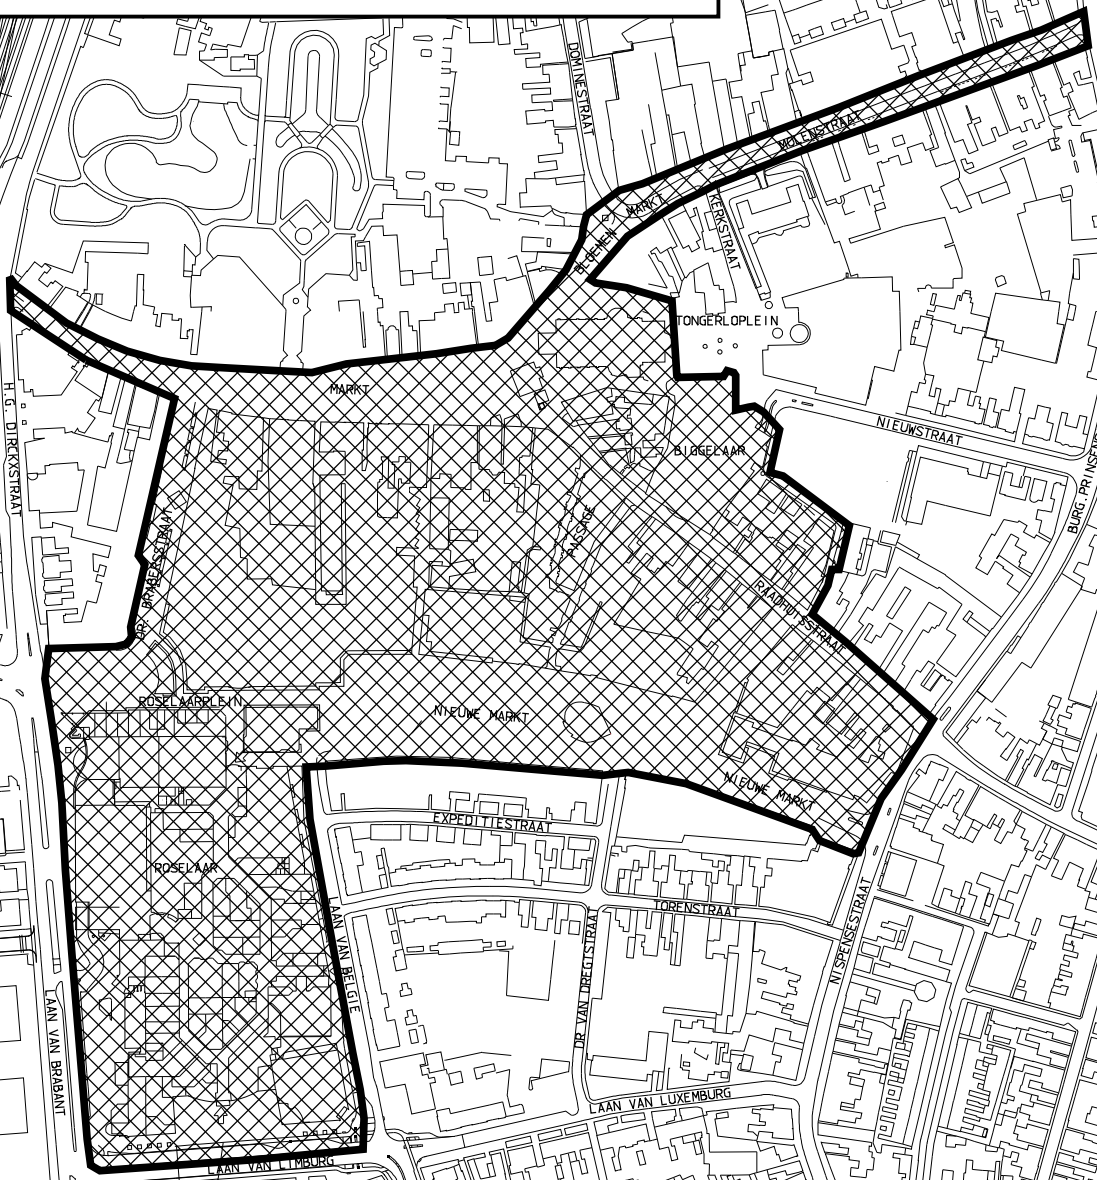 DOMINESTRAAT
MOLENSTRAAT
BLOEMEN MARKT
KERKSTRAAT
TONGERLOPLEIN
MARKT
H.G. DIRCKXSTRAAT
NIEUWSTRAAT
BIGGELAAR
BURG. PRINSEN
PASSAGE
DR. BRABERSSTRAAT
RAADHUISSTRAAT
ROSELAARPLEIN
NIEUWE MARKT
NIEUWE MARKT
EXPEDITIESTRAAT
ROSELAAR
TORENSTRAAT
LAAN VAN BELGIE
NISPENSESTRAAT
DR VAN DREGTSTRAAT
LAAN VAN BRABANT
LAAN VAN LUXEMBURG
LAAN VAN LIMBURG